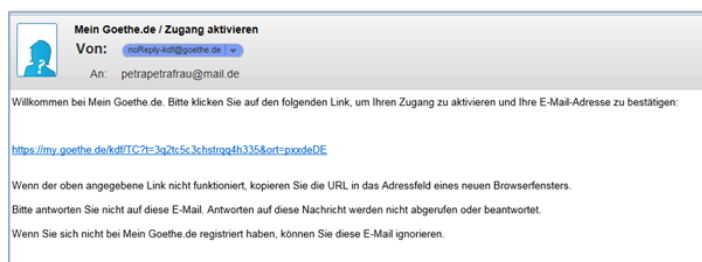 Mein Goethe.de / Zugang aktivieren
Von: noReply-kdf@goethe.de
An: petrapetrafrau@mail.de
Willkommen bei Mein Goethe.de. Bitte klicken Sie auf den folgenden Link, um Ihren Zugang zu aktivieren und Ihre E-Mail-Adresse zu bestätigen:
https://my.goethe.de/kdf/TC?t=3q2tc5c3chstrqq4h335&ort=pxxdeDE
Wenn der oben angegebene Link nicht funktioniert, kopieren Sie die URL in das Adressfeld eines neuen Browserfensters.
Bitte antworten Sie nicht auf diese E-Mail. Antworten auf diese Nachricht werden nicht abgerufen oder beantwortet.
Wenn Sie sich nicht bei Mein Goethe.de registriert haben, können Sie diese E-Mail ignorieren.